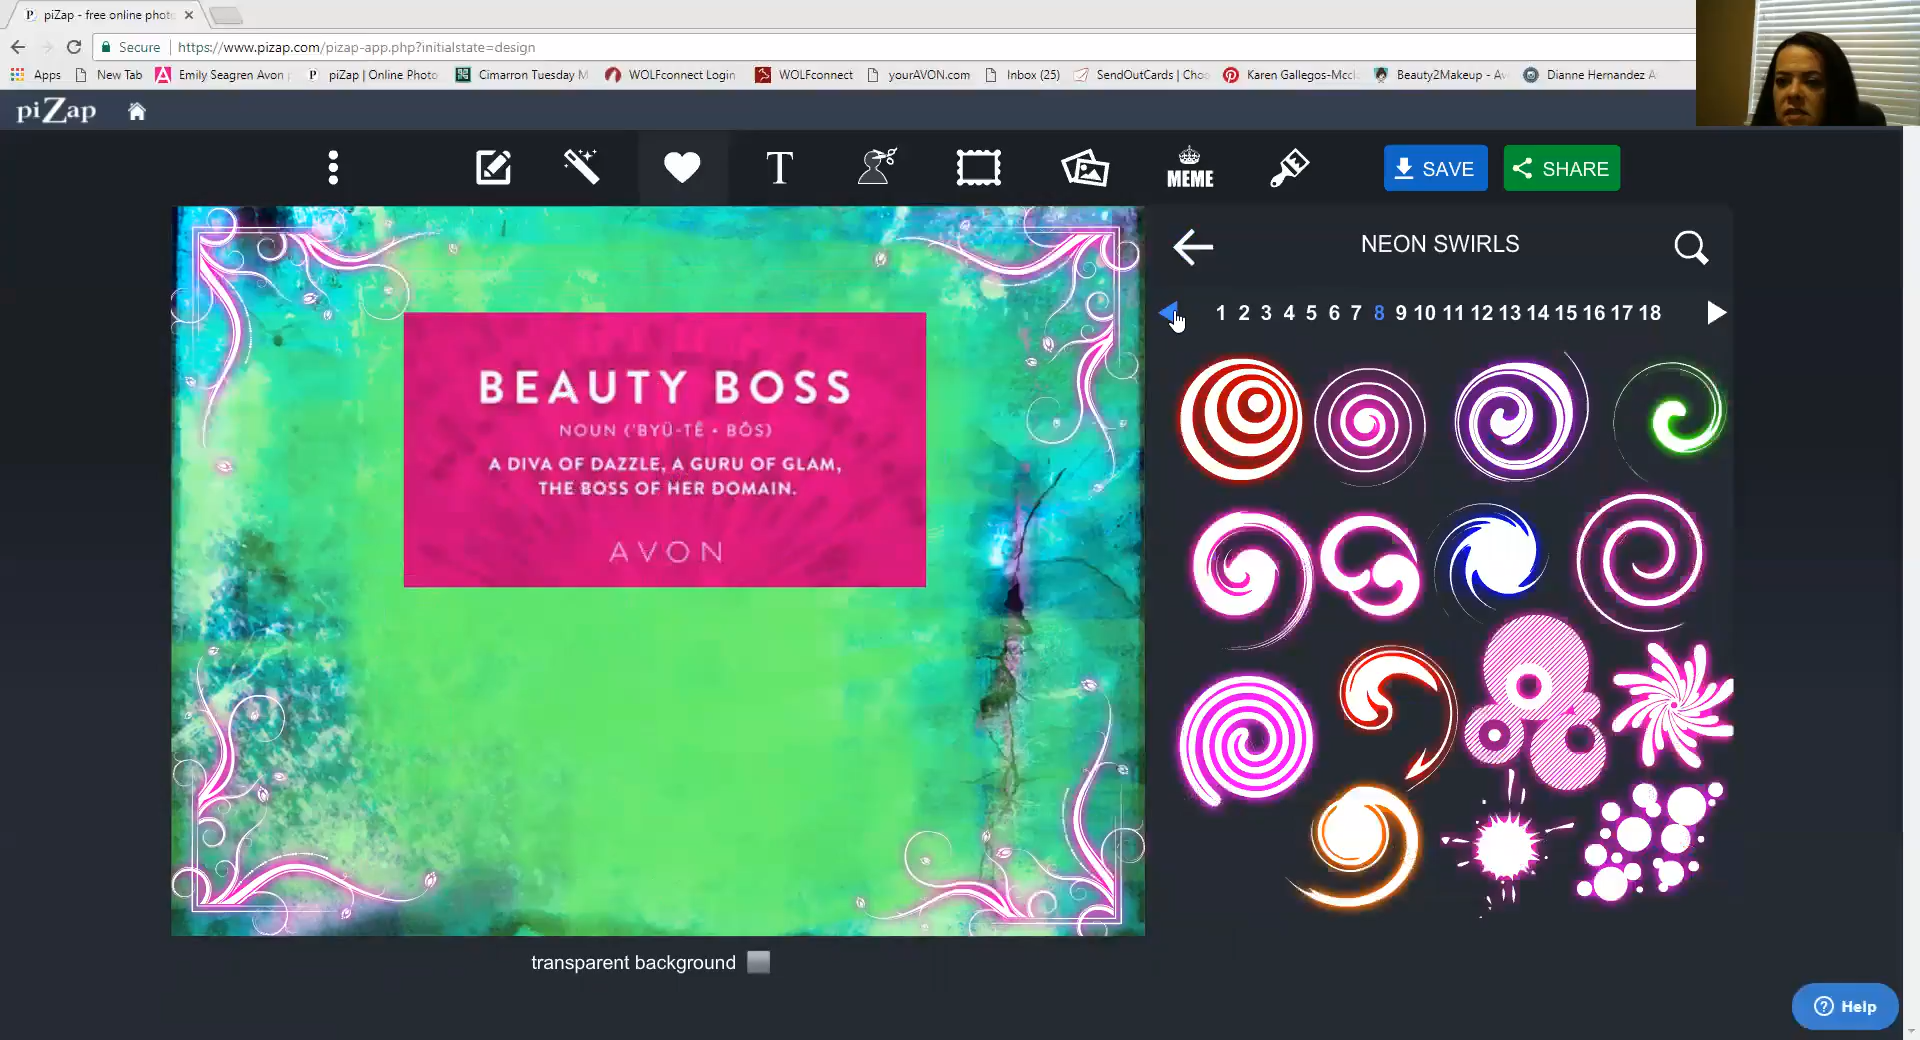 piZap - free online phot
Secure https://www.pizap.com/pizap-app.php?initialstate=design
Apps New Tab Emily Seagren Avon piZap | Online Photo Cimarron Tuesday M WOLFconnect Login WOLFconnect yourAVON.com Inbox (25) SendOutCards | Cho Karen Gallegos-Mccl Beauty2Makeup - Av Dianne Hernandez A
piZap
MEME SAVE SHARE
NEON SWIRLS
1 2 3 4 5 6 7 8 9 10 11 12 13 14 15 16 17 18
BEAUTY BOSS
NOUN ('BYÜ-TĒ • BŎS)
A DIVA OF DAZZLE, A GURU OF GLAM,
THE BOSS OF HER DOMAIN.
AVON
transparent background
Help